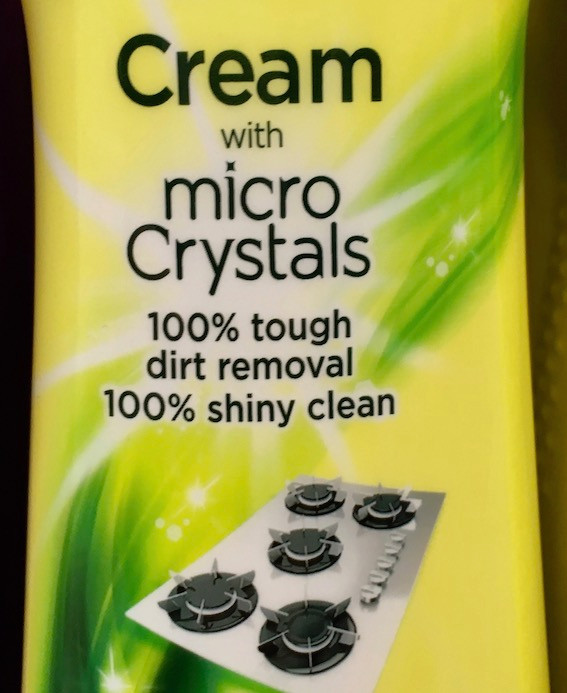 Cream
with
micro
Crystals
100% tough
dirt removal
100% shiny clean